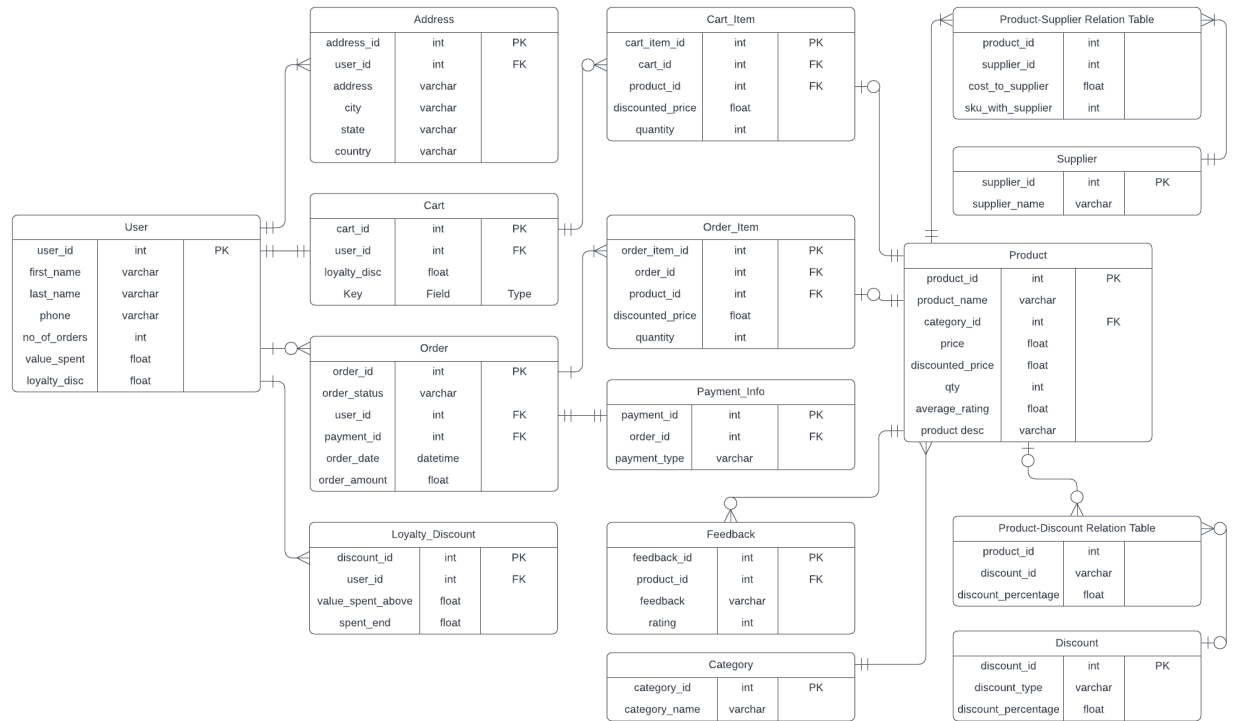 Address
address_id int PK
user_id int FK
address varchar
city varchar
state varchar
country varchar
Cart_Item
cart_item_id int PK
cart_id int FK
product_id int FK
discounted_price float
quantity int
Product-Supplier Relation Table
product_id int
supplier_id int
cost_to_supplier float
sku_with_supplier int
Supplier
supplier_id int PK
supplier_name varchar
User
user_id int PK
first_name varchar
last_name varchar
phone varchar
no_of_orders int
value_spent float
loyalty_disc float
Cart
cart_id int PK
user_id int FK
loyalty_disc float
Key Field Type
Order_Item
order_item_id int PK
order_id int FK
product_id int FK
discounted_price float
quantity int
Product
product_id int PK
product_name varchar
category_id int FK
price float
discounted_price float
qty int
average_rating float
product desc varchar
Order
order_id int PK
order_status varchar
user_id int FK
payment_id int FK
order_date datetime
order_amount float
Payment_Info
payment_id int PK
order_id int FK
payment_type varchar
Loyalty_Discount
discount_id int PK
user_id int FK
value_spent_above float
spent_end float
Feedback
feedback_id int PK
product_id int FK
feedback varchar
rating int
Product-Discount Relation Table
product_id int
discount_id varchar
discount_percentage float
Category
category_id int PK
category_name varchar
Discount
discount_id int PK
discount_type varchar
discount_percentage float